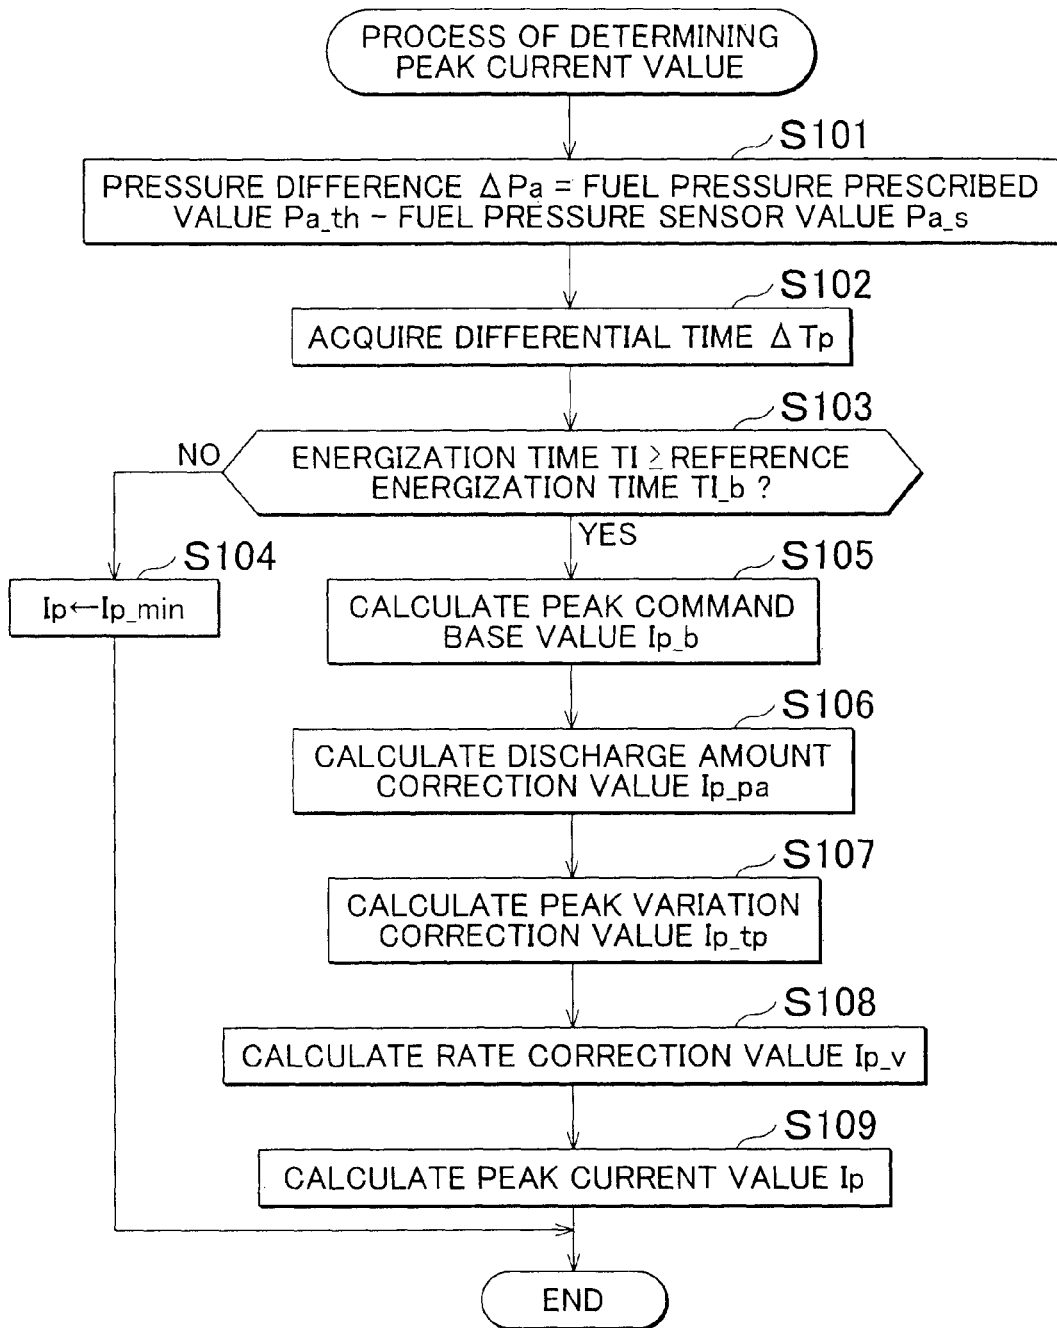 PROCESS OF DETERMINING
PEAK CURRENT VALUE
S101
PRESSURE DIFFERENCE Δ Pa = FUEL PRESSURE PRESCRIBED
VALUE Pa_th − FUEL PRESSURE SENSOR VALUE Pa_s
S102
ACQUIRE DIFFERENTIAL TIME Δ Tp
S103
ENERGIZATION TIME TI ≥ REFERENCE
ENERGIZATION TIME TI_b ?
NO
YES
S104
Ip←Ip_min
S105
CALCULATE PEAK COMMAND
BASE VALUE Ip_b
S106
CALCULATE DISCHARGE AMOUNT
CORRECTION VALUE Ip_pa
S107
CALCULATE PEAK VARIATION
CORRECTION VALUE Ip_tp
S108
CALCULATE RATE CORRECTION VALUE Ip_v
S109
CALCULATE PEAK CURRENT VALUE Ip
END